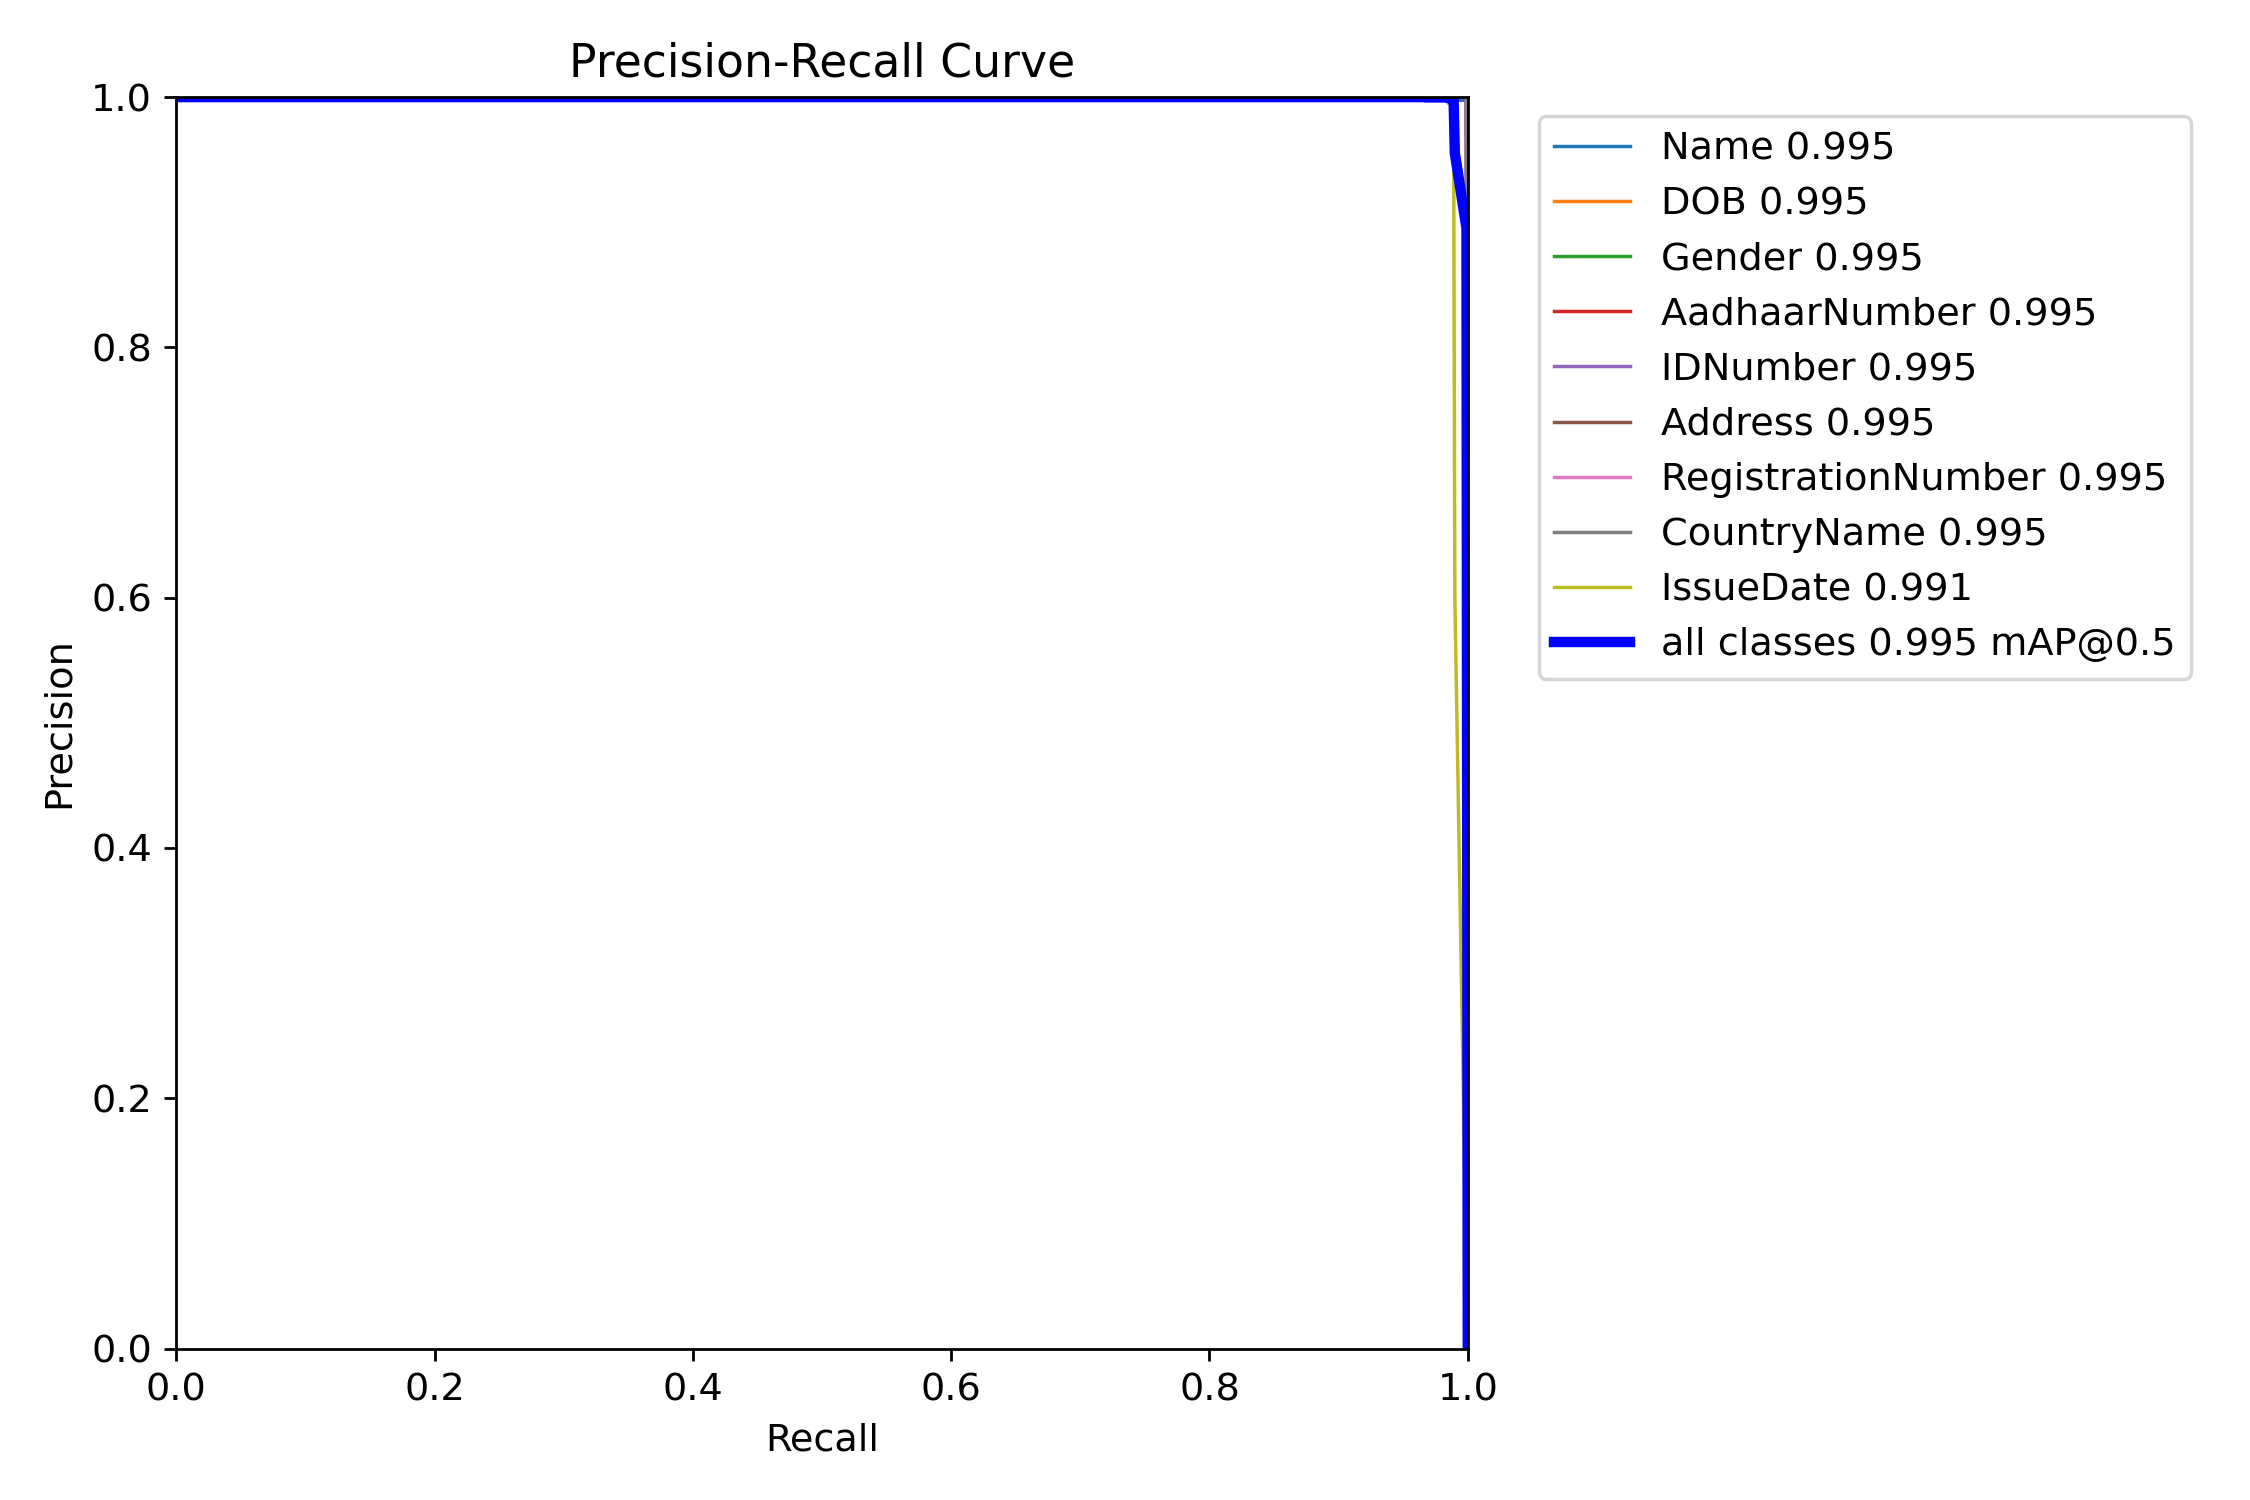 Precision-Recall Curve
1.0
0.8
0.6
0.4
0.2
0.0
Precision
0.0 0.2 0.4 0.6 0.8 1.0
Recall
Name 0.995
DOB 0.995
Gender 0.995
AadhaarNumber 0.995
IDNumber 0.995
Address 0.995
RegistrationNumber 0.995
CountryName 0.995
IssueDate 0.991
all classes 0.995 mAP@0.5